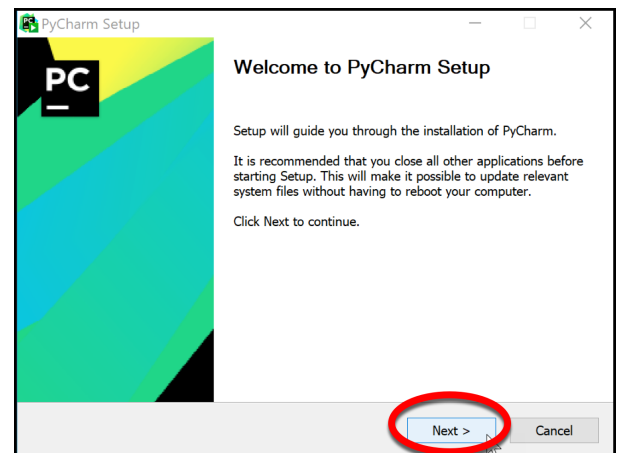 PyCharm Setup
PC
Welcome to PyCharm Setup
Setup will guide you through the installation of PyCharm.
It is recommended that you close all other applications before
starting Setup. This will make it possible to update relevant
system files without having to reboot your computer.
Click Next to continue.
Next >
Cancel